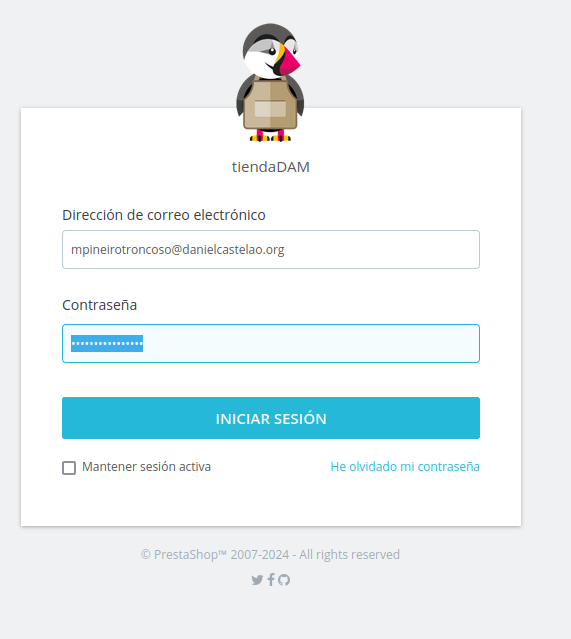 tiendaDAM
Dirección de correo electrónico
mpineirotroncoso@danielcastelao.org
Contraseña
••••••••••••••••
INICIAR SESIÓN
Mantener sesión activa He olvidado mi contraseña
© PrestaShop™ 2007-2024 - All rights reserved